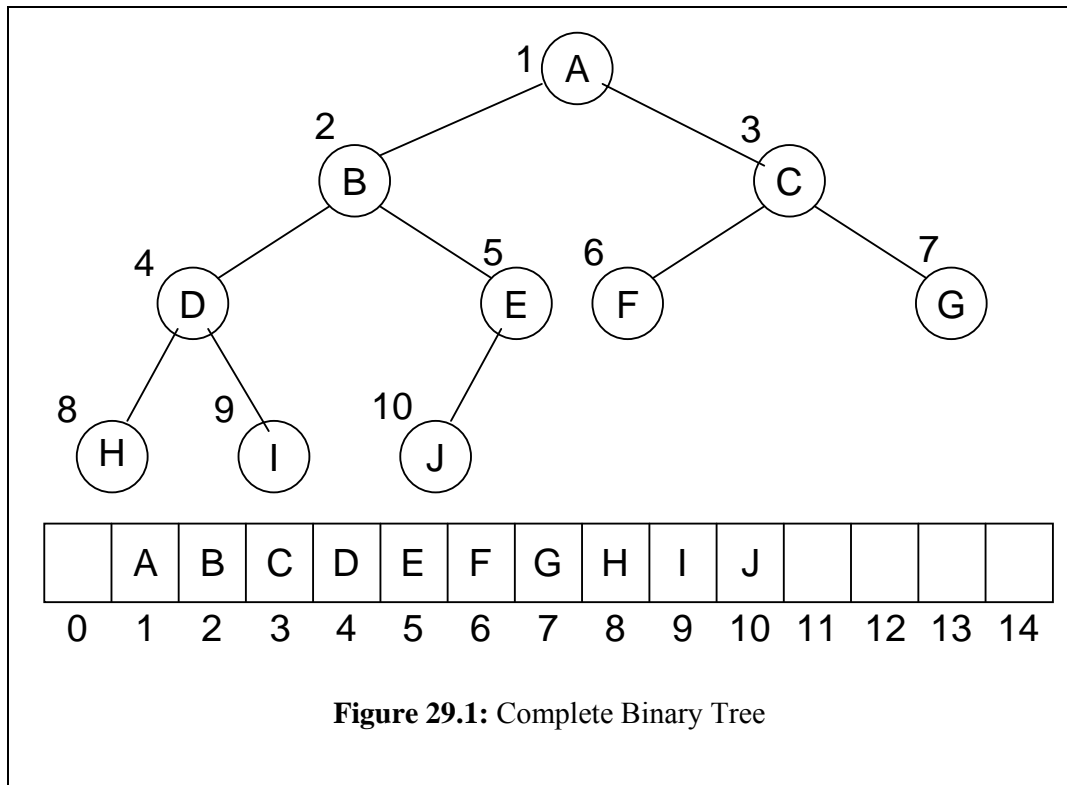 1 A
2 3
B C
4 5 6 7
D E F G
8 9 10
H I J
A B C D E F G H I J
0 1 2 3 4 5 6 7 8 9 10 11 12 13 14
Figure 29.1: Complete Binary Tree